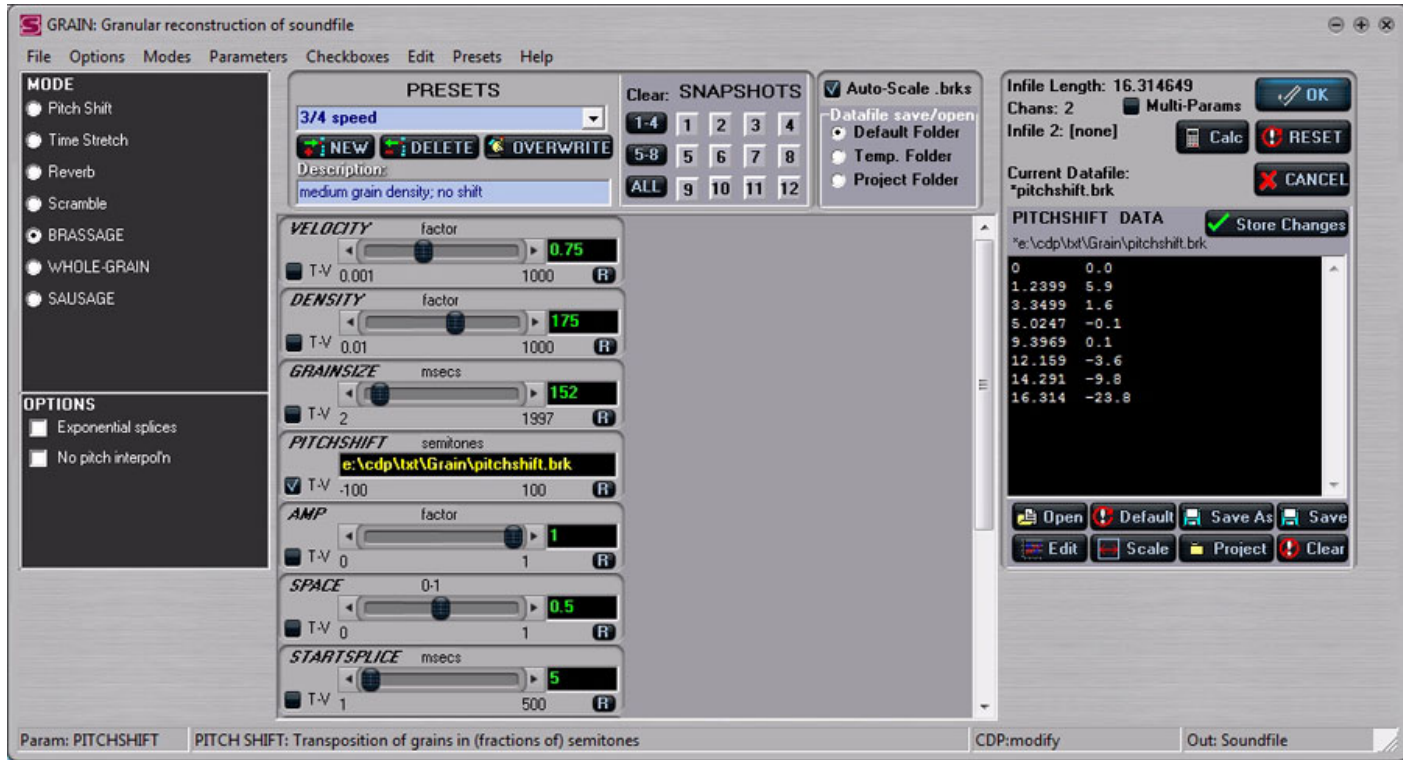 GRAIN: Granular reconstruction of soundfile
File Options Modes Parameters Checkboxes Edit Presets Help
MODE
Pitch Shift
Time Stretch
Reverb
Scramble
BRASSAGE
WHOLE-GRAIN
SAUSAGE
OPTIONS
Exponential splices
No pitch interpol'n
PRESETS
3/4 speed
NEW DELETE OVERWRITE
Description:
medium grain density; no shift
Clear: SNAPSHOTS
1-4 1 2 3 4
5-8 5 6 7 8
ALL 9 10 11 12
Auto-Scale .brks
Datafile save/open
Default Folder
Temp. Folder
Project Folder
VELOCITY factor
0.75
T-V 0.001 1000 R
DENSITY factor
175
T-V 0.01 1000 R
GRAINSIZE msecs
152
T-V 2 1997 R
PITCHSHIFT semitones
e:\cdp\txt\Grain\pitchshift.brk
T-V -100 100 R
AMP factor
1
T-V 0 1 R
SPACE 0-1
0.5
T-V 0 1 R
STARTSPLICE msecs
5
T-V 1 500 R
Infile Length: 16.314649
Chans: 2 Multi-Params
Infile 2: [none]
OK
Calc RESET
Current Datafile:
*pitchshift.brk
CANCEL
PITCHSHIFT DATA Store Changes
*e:\cdp\txt\Grain\pitchshift.brk
0 0.0
1.2399 5.9
3.3499 1.6
5.0247 -0.1
9.3969 0.1
12.159 -3.6
14.291 -9.8
16.314 -23.8
Open Default Save As Save
Edit Scale Project Clear
Param: PITCHSHIFT PITCH SHIFT: Transposition of grains in (fractions of) semitones CDP:modify Out: Soundfile